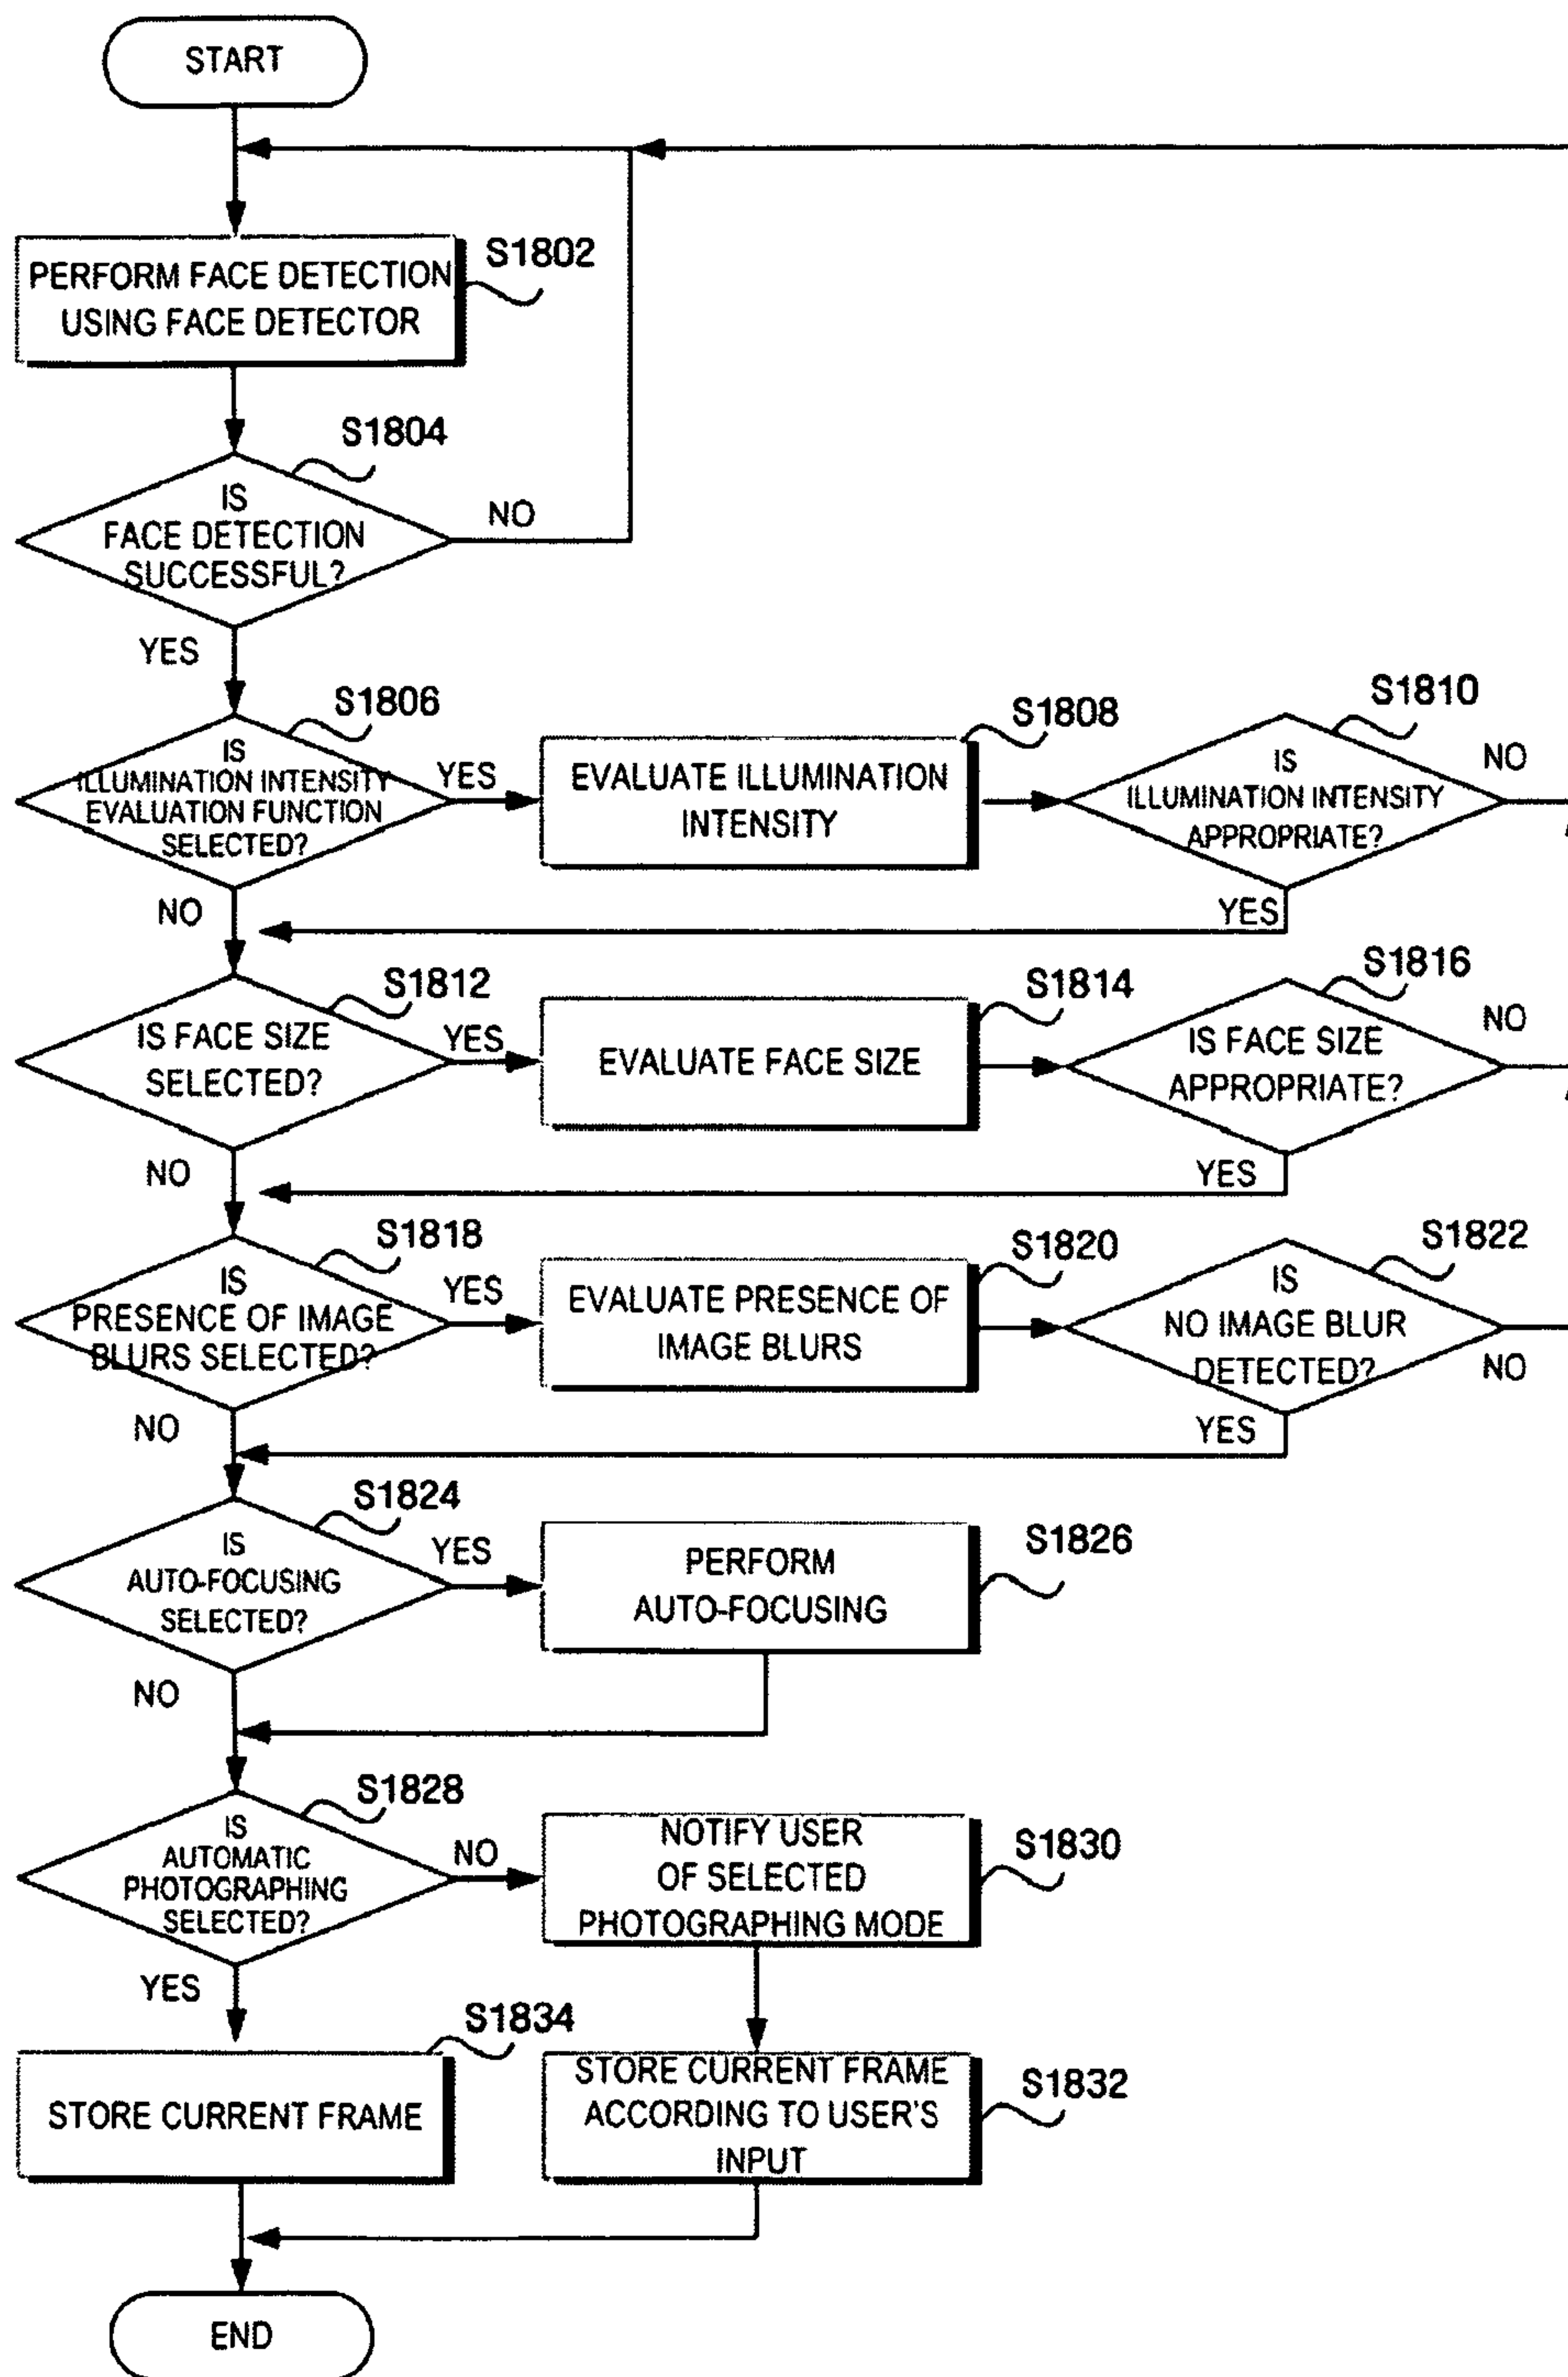 START
S1802
PERFORM FACE DETECTION
USING FACE DETECTOR
S1804
IS
FACE DETECTION
SUCCESSFUL?
NO
YES
S1806
IS
ILLUMINATION INTENSITY
EVALUATION FUNCTION
SELECTED?
YES
NO
S1808
EVALUATE ILLUMINATION
INTENSITY
S1810
IS
ILLUMINATION INTENSITY
APPROPRIATE?
NO
YES
S1812
IS FACE SIZE
SELECTED?
YES
NO
S1814
EVALUATE FACE SIZE
S1816
IS FACE SIZE
APPROPRIATE?
NO
YES
S1818
IS
PRESENCE OF IMAGE
BLURS SELECTED?
YES
NO
S1820
EVALUATE PRESENCE OF
IMAGE BLURS
S1822
IS
NO IMAGE BLUR
DETECTED?
NO
YES
S1824
IS
AUTO-FOCUSING
SELECTED?
YES
NO
S1826
PERFORM
AUTO-FOCUSING
S1828
IS
AUTOMATIC
PHOTOGRAPHING
SELECTED?
NO
YES
S1830
NOTIFY USER
OF SELECTED
PHOTOGRAPHING MODE
S1834
STORE CURRENT FRAME
S1832
STORE CURRENT FRAME
ACCORDING TO USER'S
INPUT
END